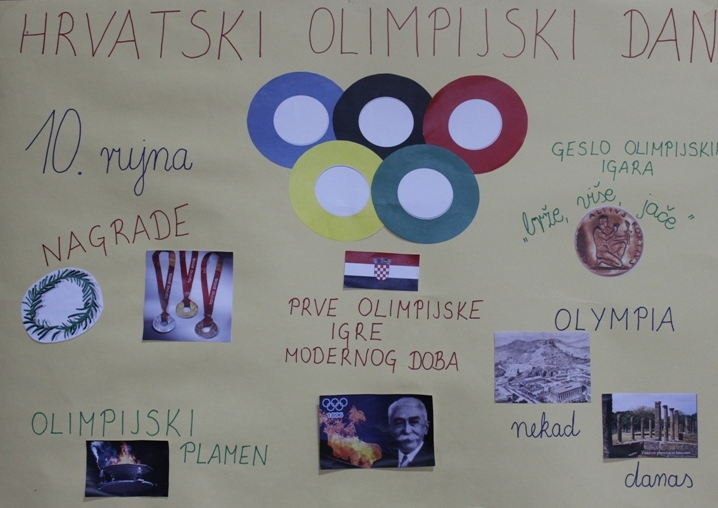 HRVATSKI OLIMPIJSKI DAN
10. rujna
GESLO OLIMPIJSKIH
IGARA
"brže, više, jače"
NAGRADE
PRVE OLIMPIJSKE
IGRE
MODERNOG DOBA
OLYMPIA
nekad
danas
OLIMPIJSKI
PLAMEN